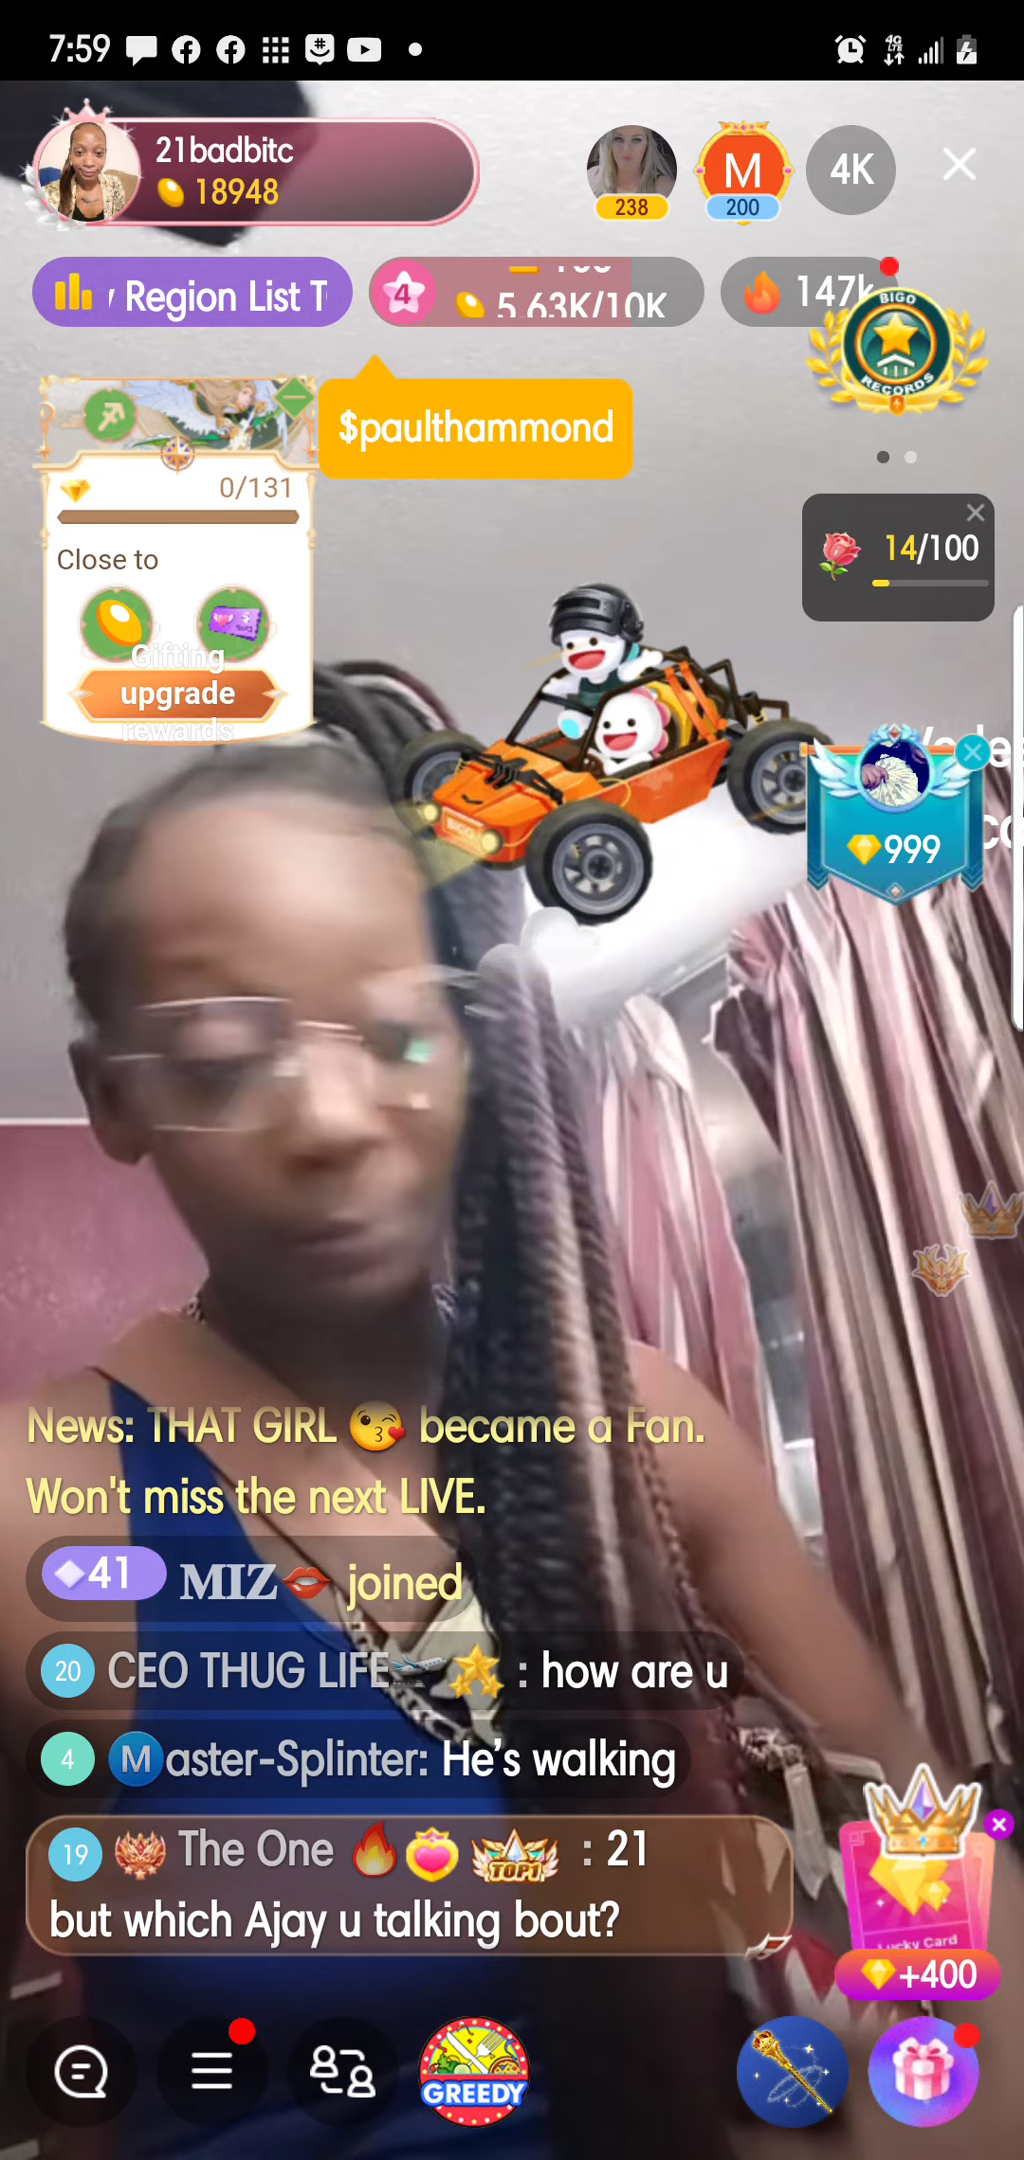 7:59
4G
LTE
21badbitc
18948
238
M
200
4K
Region List T
4
5.63K/10K
147k
BIGO
RECORDS
$paulthammond
0/131
Close to
Gifting
upgrade
rewards
14/100
BIGO
999
News: THAT GIRL 😘 became a Fan.
Won't miss the next LIVE.
41 MIZ💋 joined
20 CEO THUG LIFE : how are u
4 Master-Splinter: He's walking
19 The One 🔥 TOP1 : 21
but which Ajay u talking bout?
Lucky Card
+400
GREEDY